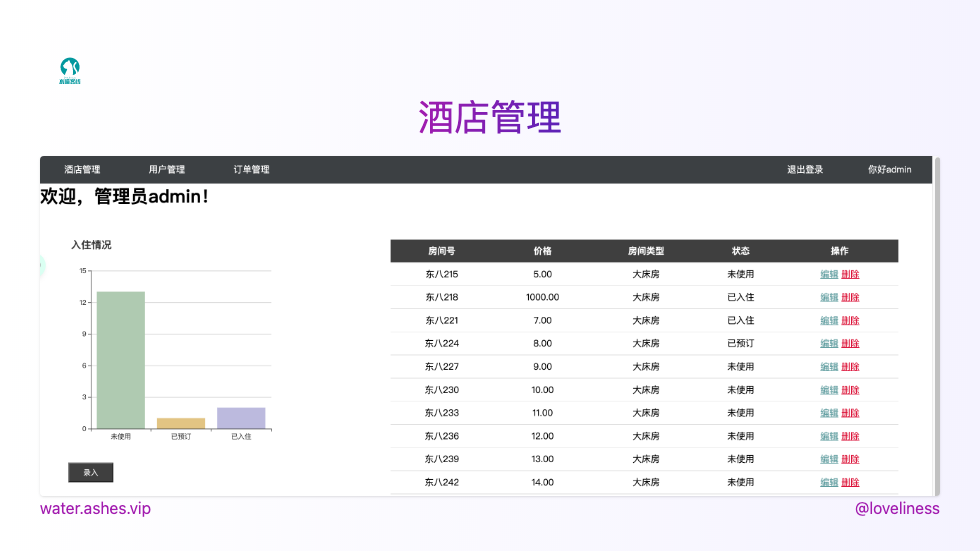 酒店管理
酒店管理 用户管理 订单管理 退出登录 你好admin
欢迎，管理员admin！
入住情况
15
12
9
6
3
0
未使用 已预订 已入住
录入
房间号 价格 房间类型 状态 操作
东八215 5.00 大床房 未使用 编辑 删除
东八218 1000.00 大床房 已入住 编辑 删除
东八221 7.00 大床房 已入住 编辑 删除
东八224 8.00 大床房 已预订 编辑 删除
东八227 9.00 大床房 未使用 编辑 删除
东八230 10.00 大床房 未使用 编辑 删除
东八233 11.00 大床房 未使用 编辑 删除
东八236 12.00 大床房 未使用 编辑 删除
东八239 13.00 大床房 未使用 编辑 删除
东八242 14.00 大床房 未使用 编辑 删除
water.ashes.vip @loveliness